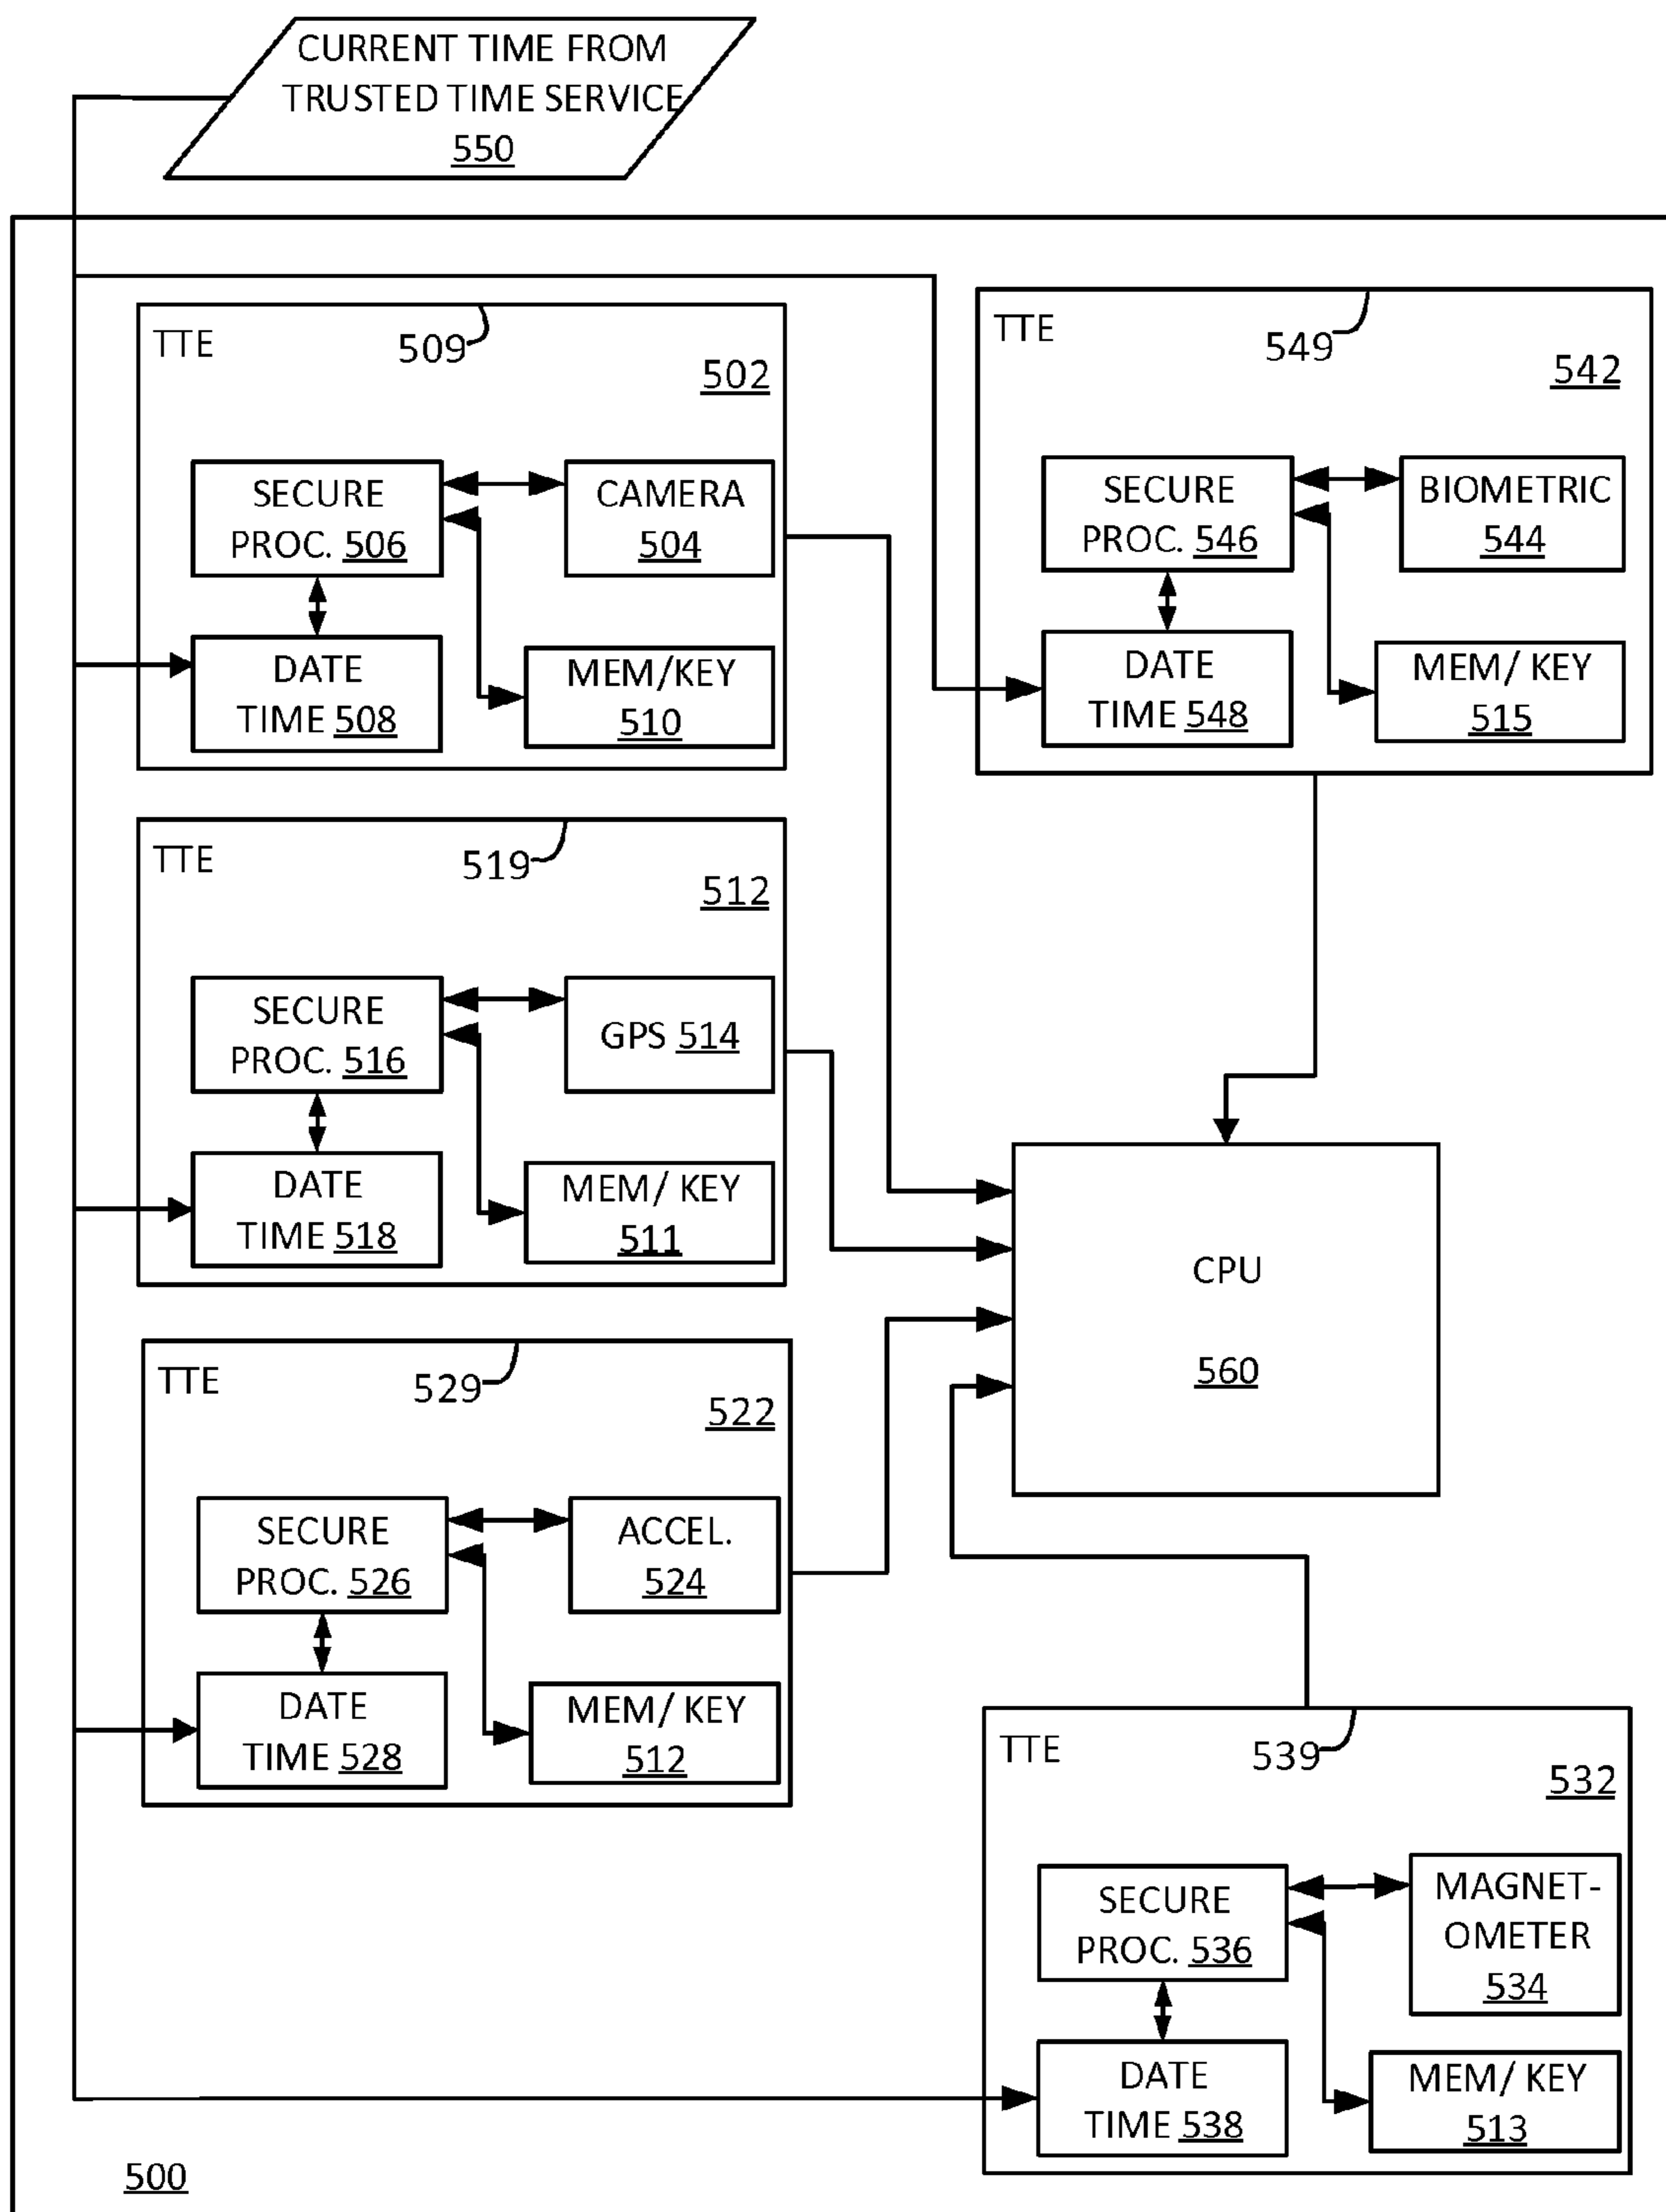 CURRENT TIME FROM
TRUSTED TIME SERVICE
550
TTE
509
502
SECURE
PROC. 506
CAMERA
504
DATE
TIME 508
MEM/KEY
510
TTE
549
542
SECURE
PROC. 546
BIOMETRIC
544
DATE
TIME 548
MEM/ KEY
515
TTE
519
512
SECURE
PROC. 516
GPS 514
DATE
TIME 518
MEM/ KEY
511
CPU
560
TTE
529
522
SECURE
PROC. 526
ACCEL.
524
DATE
TIME 528
MEM/ KEY
512
TTE
539
532
SECURE
PROC. 536
MAGNET-
OMETER
534
DATE
TIME 538
MEM/ KEY
513
500